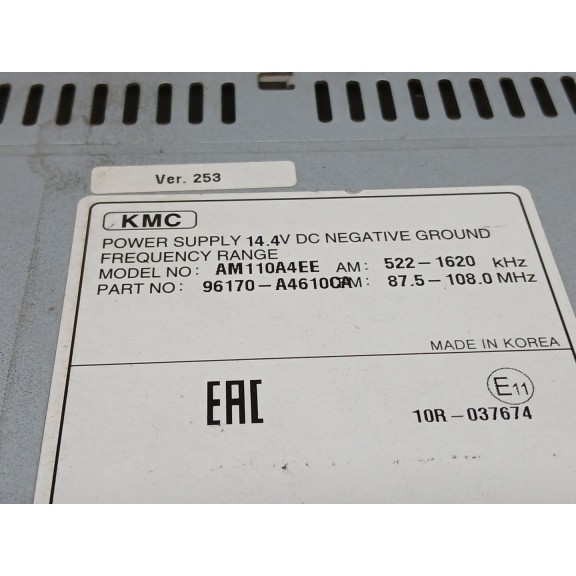 Ver. 253
KMC
POWER SUPPLY 14.4V DC NEGATIVE GROUND
FREQUENCY RANGE
MODEL NO: AM110A4EE AM: 522-1620 kHz
PART NO: 96170-A4610CA FM: 87.5-108.0 MHz
MADE IN KOREA
EAC
E11
10R-037674